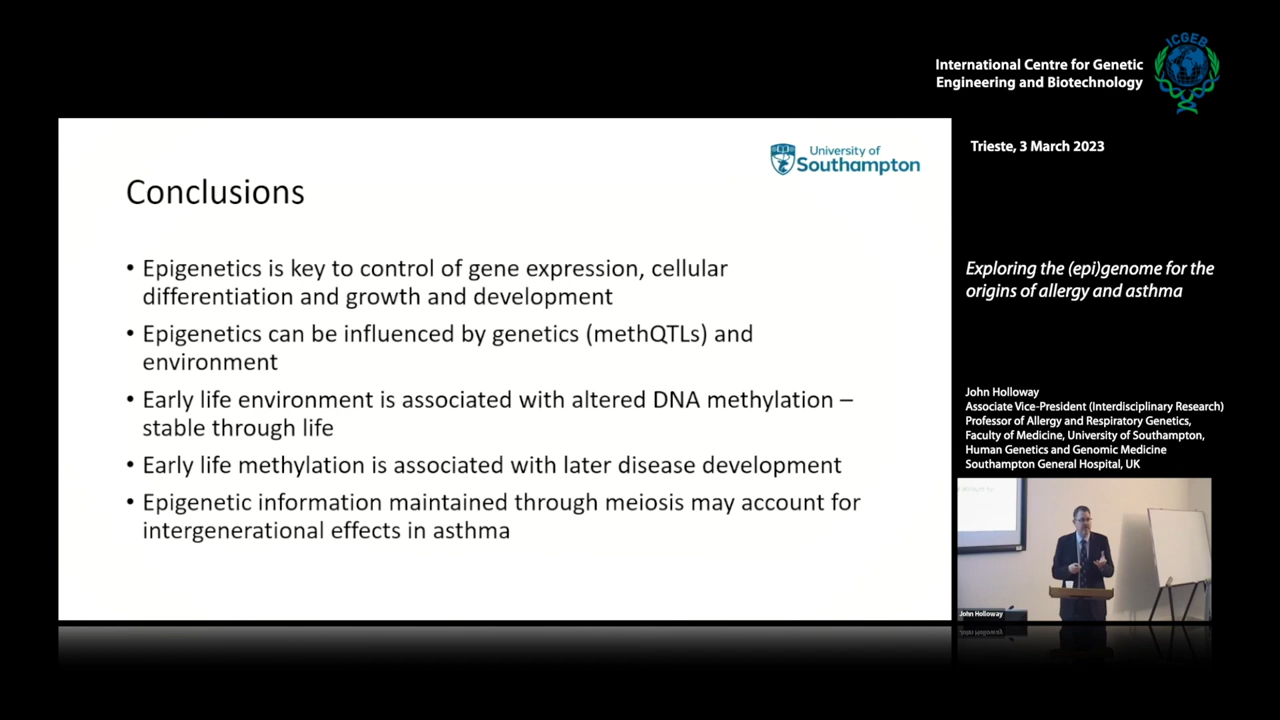 ICGEB
International Centre for Genetic
Engineering and Biotechnology
Trieste, 3 March 2023
University of
Southampton
Conclusions
• Epigenetics is key to control of gene expression, cellular
differentiation and growth and development
• Epigenetics can be influenced by genetics (methQTLs) and
environment
• Early life environment is associated with altered DNA methylation –
stable through life
• Early life methylation is associated with later disease development
• Epigenetic information maintained through meiosis may account for
intergenerational effects in asthma
Exploring the (epi)genome for the
origins of allergy and asthma
John Holloway
Associate Vice-President (Interdisciplinary Research)
Professor of Allergy and Respiratory Genetics,
Faculty of Medicine, University of Southampton,
Human Genetics and Genomic Medicine
Southampton General Hospital, UK
John Holloway